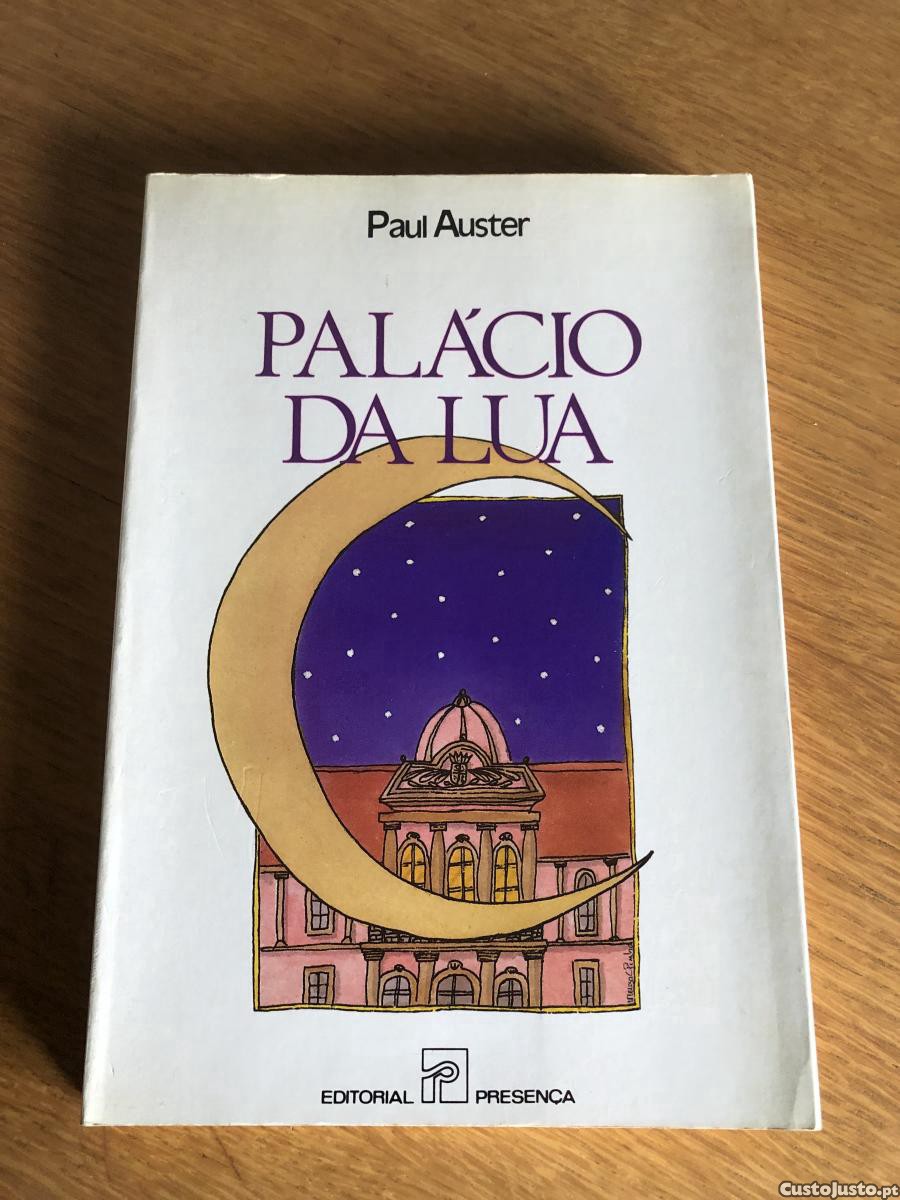 Paul Auster
PALÁCIO
DA LUA
EDITORIAL PRESENÇA
CustoJusto.pt